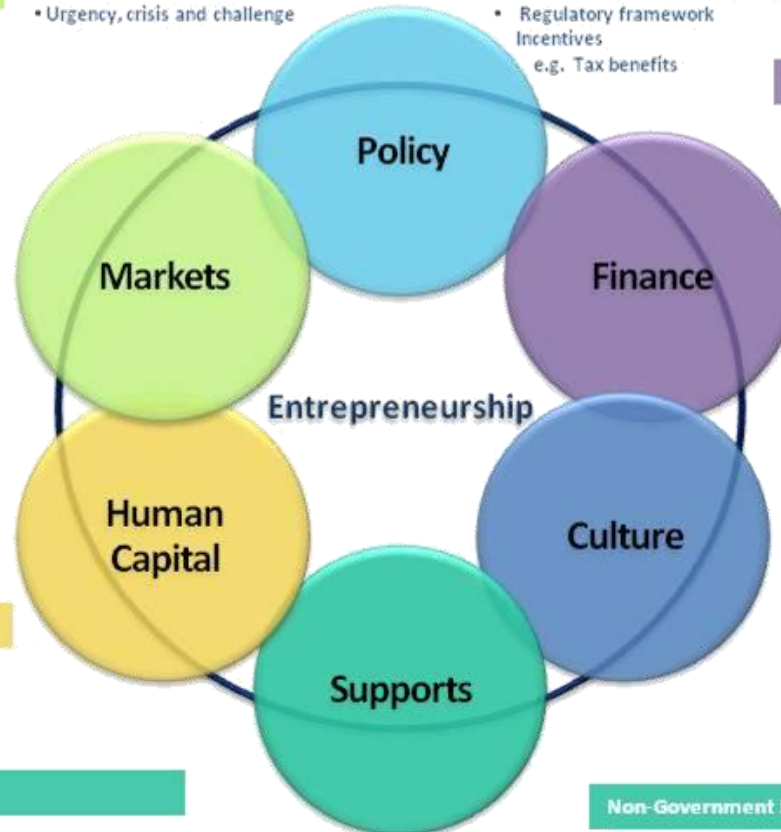 • Urgency, crisis and challenge
• Regulatory framework
Incentives
e.g. Tax benefits
Policy
Markets
Finance
Entrepreneurship
Human
Capital
Culture
Supports
Non-Government